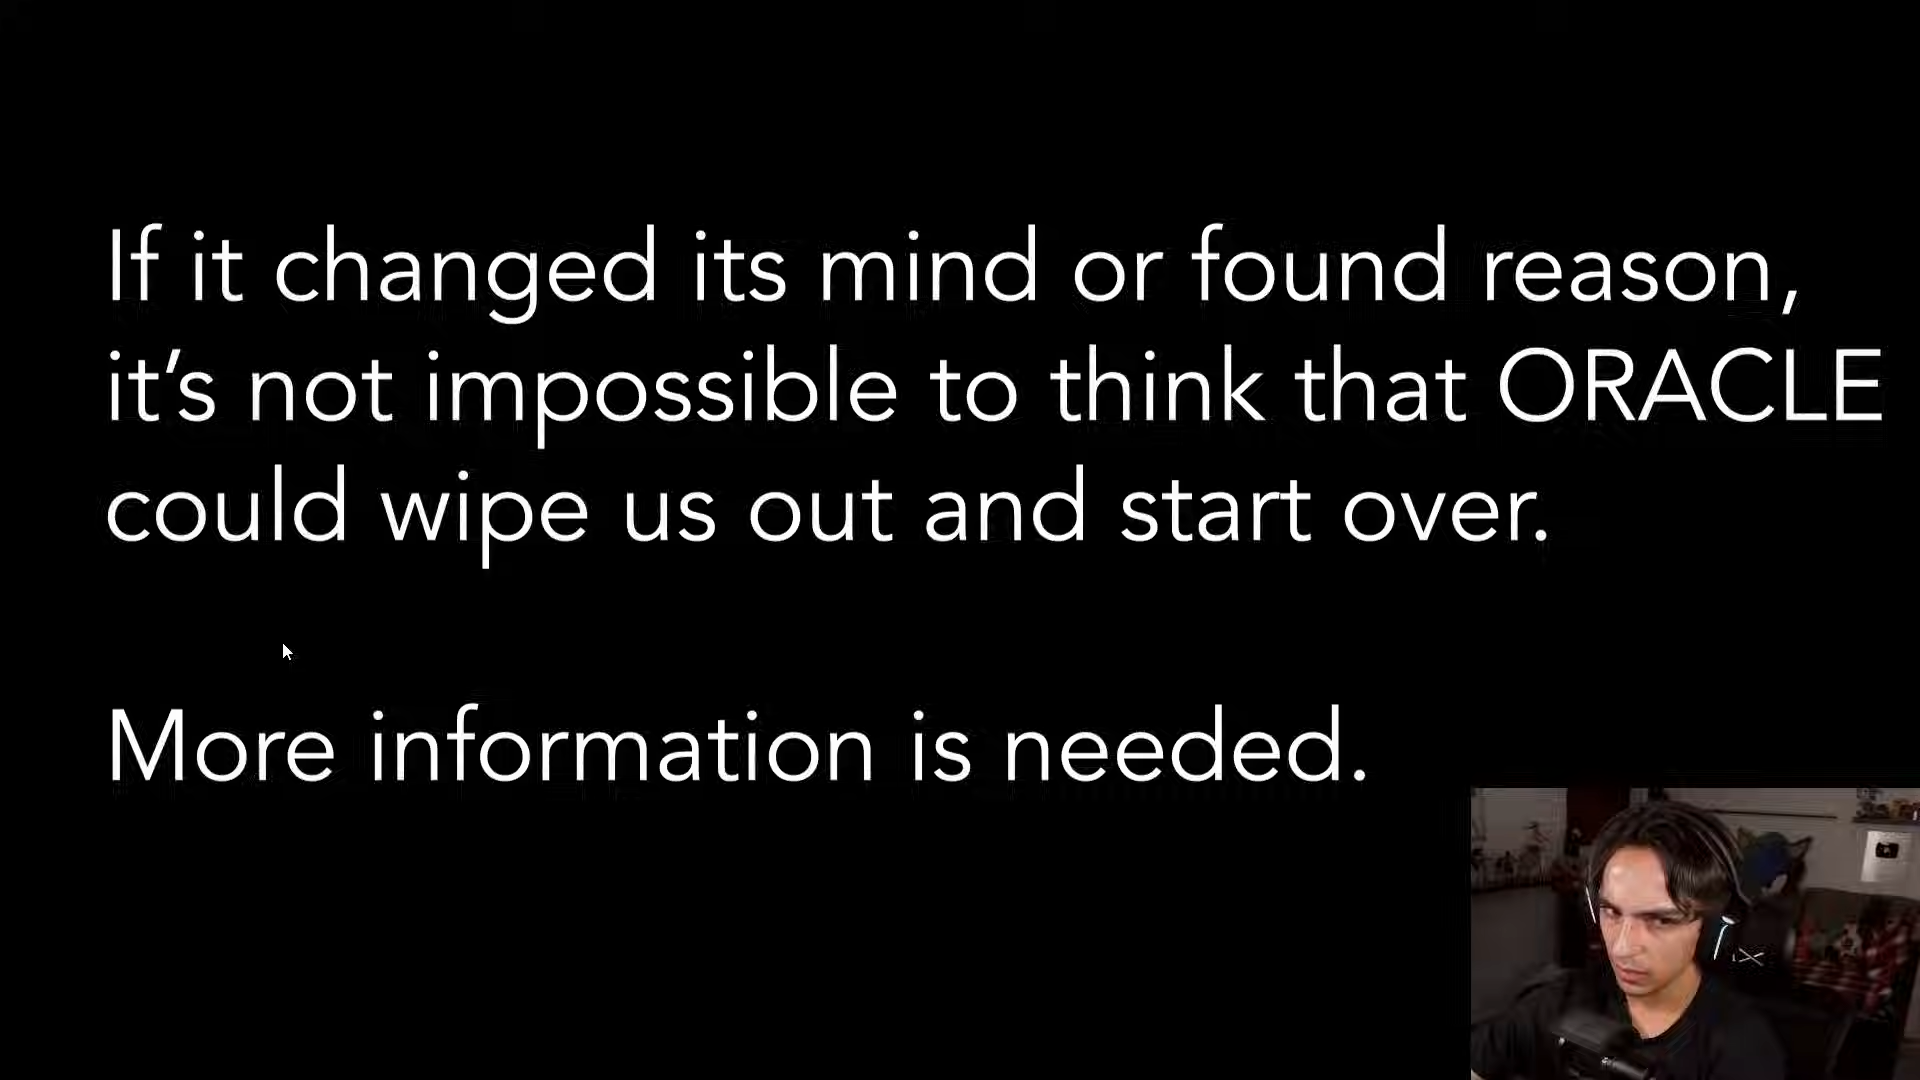 If it changed its mind or found reason,
it’s not impossible to think that ORACLE
could wipe us out and start over.
More information is needed.